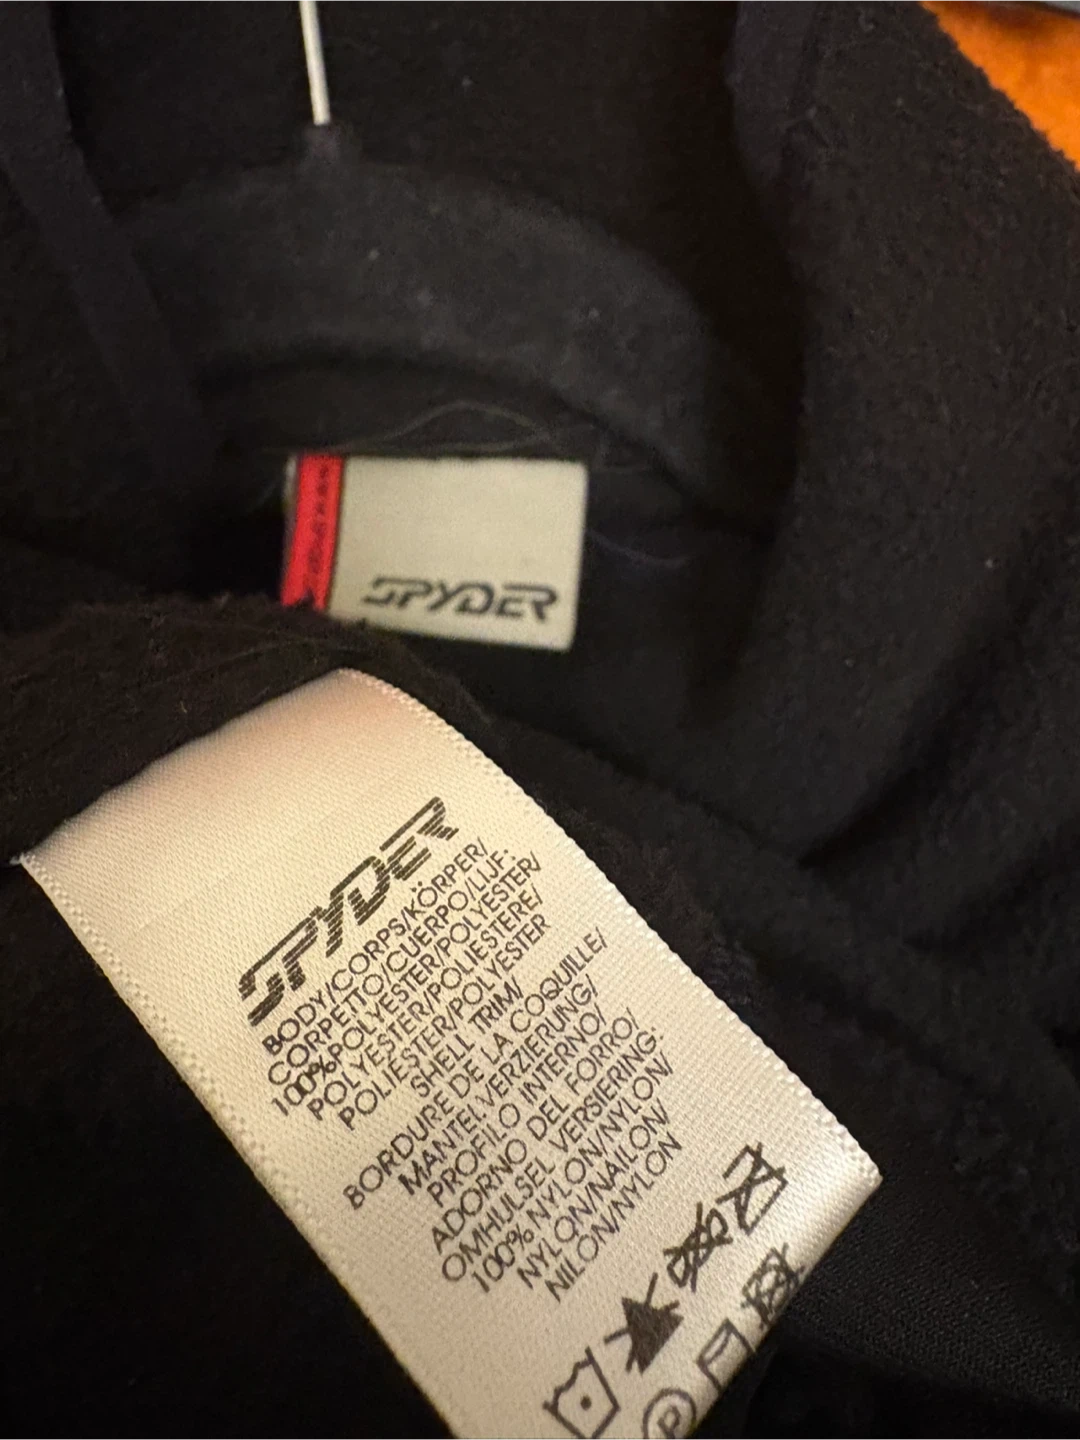 SPYDER
SPYDER
BODY/CORPS/KÖRPER/
CORPETTO/CUERPO/LIJF:
100%POLYESTER/POLYESTER/
POLYESTER/POLIESTERE/
POLIÉSTER/POLYESTER
SHELL TRIM/
BORDURE DE LA COQUILLE/
MANTELVERZIERUNG/
PROFILO INTERNO/
ADORNO DEL FORRO/
OMHULSEL VERSIERING:
100% NYLON/NYLON/
NYLON/NAILON/
NILON/NYLON
P